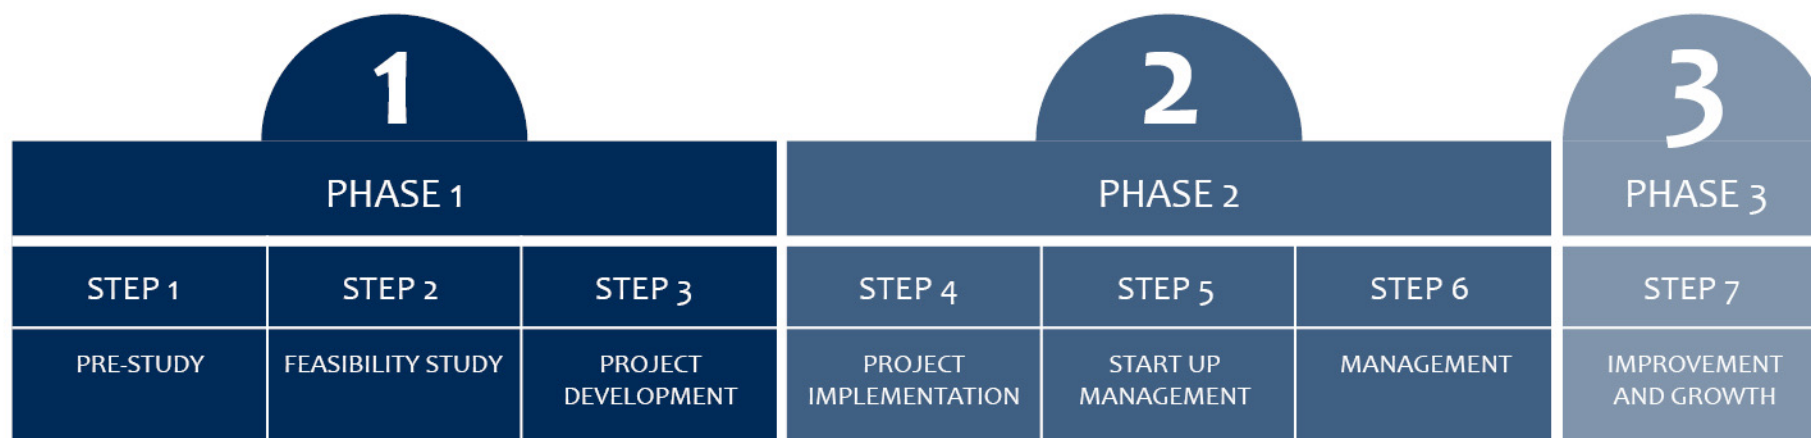 1
2
3
PHASE 1
PHASE 2
PHASE 3
STEP 1
STEP 2
STEP 3
STEP 4
STEP 5
STEP 6
STEP 7
PRE-STUDY
FEASIBILITY STUDY
PROJECT
DEVELOPMENT
PROJECT
IMPLEMENTATION
START UP
MANAGEMENT
MANAGEMENT
IMPROVEMENT
AND GROWTH